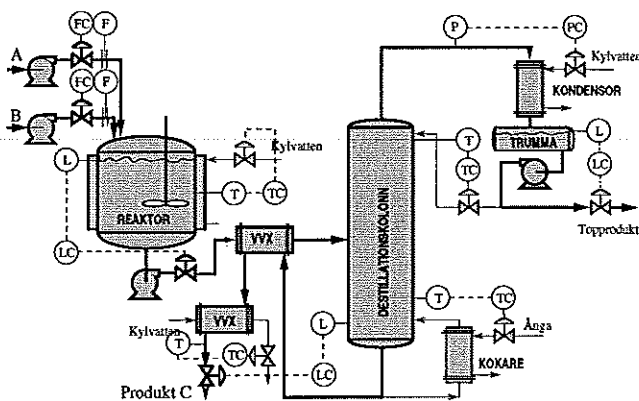 FC F
P PC
A
Kylvatten
FC F
KONDENSOR
B
TRUMMA L
T
L Kylvatten
TC LC
T TC
REAKTOR
DESTILLATIONSKOLONN
Topprodukt
LC VVX
T TC
Kylvatten VVX L Ånga
T TC
KOKARE
LC
Produkt C